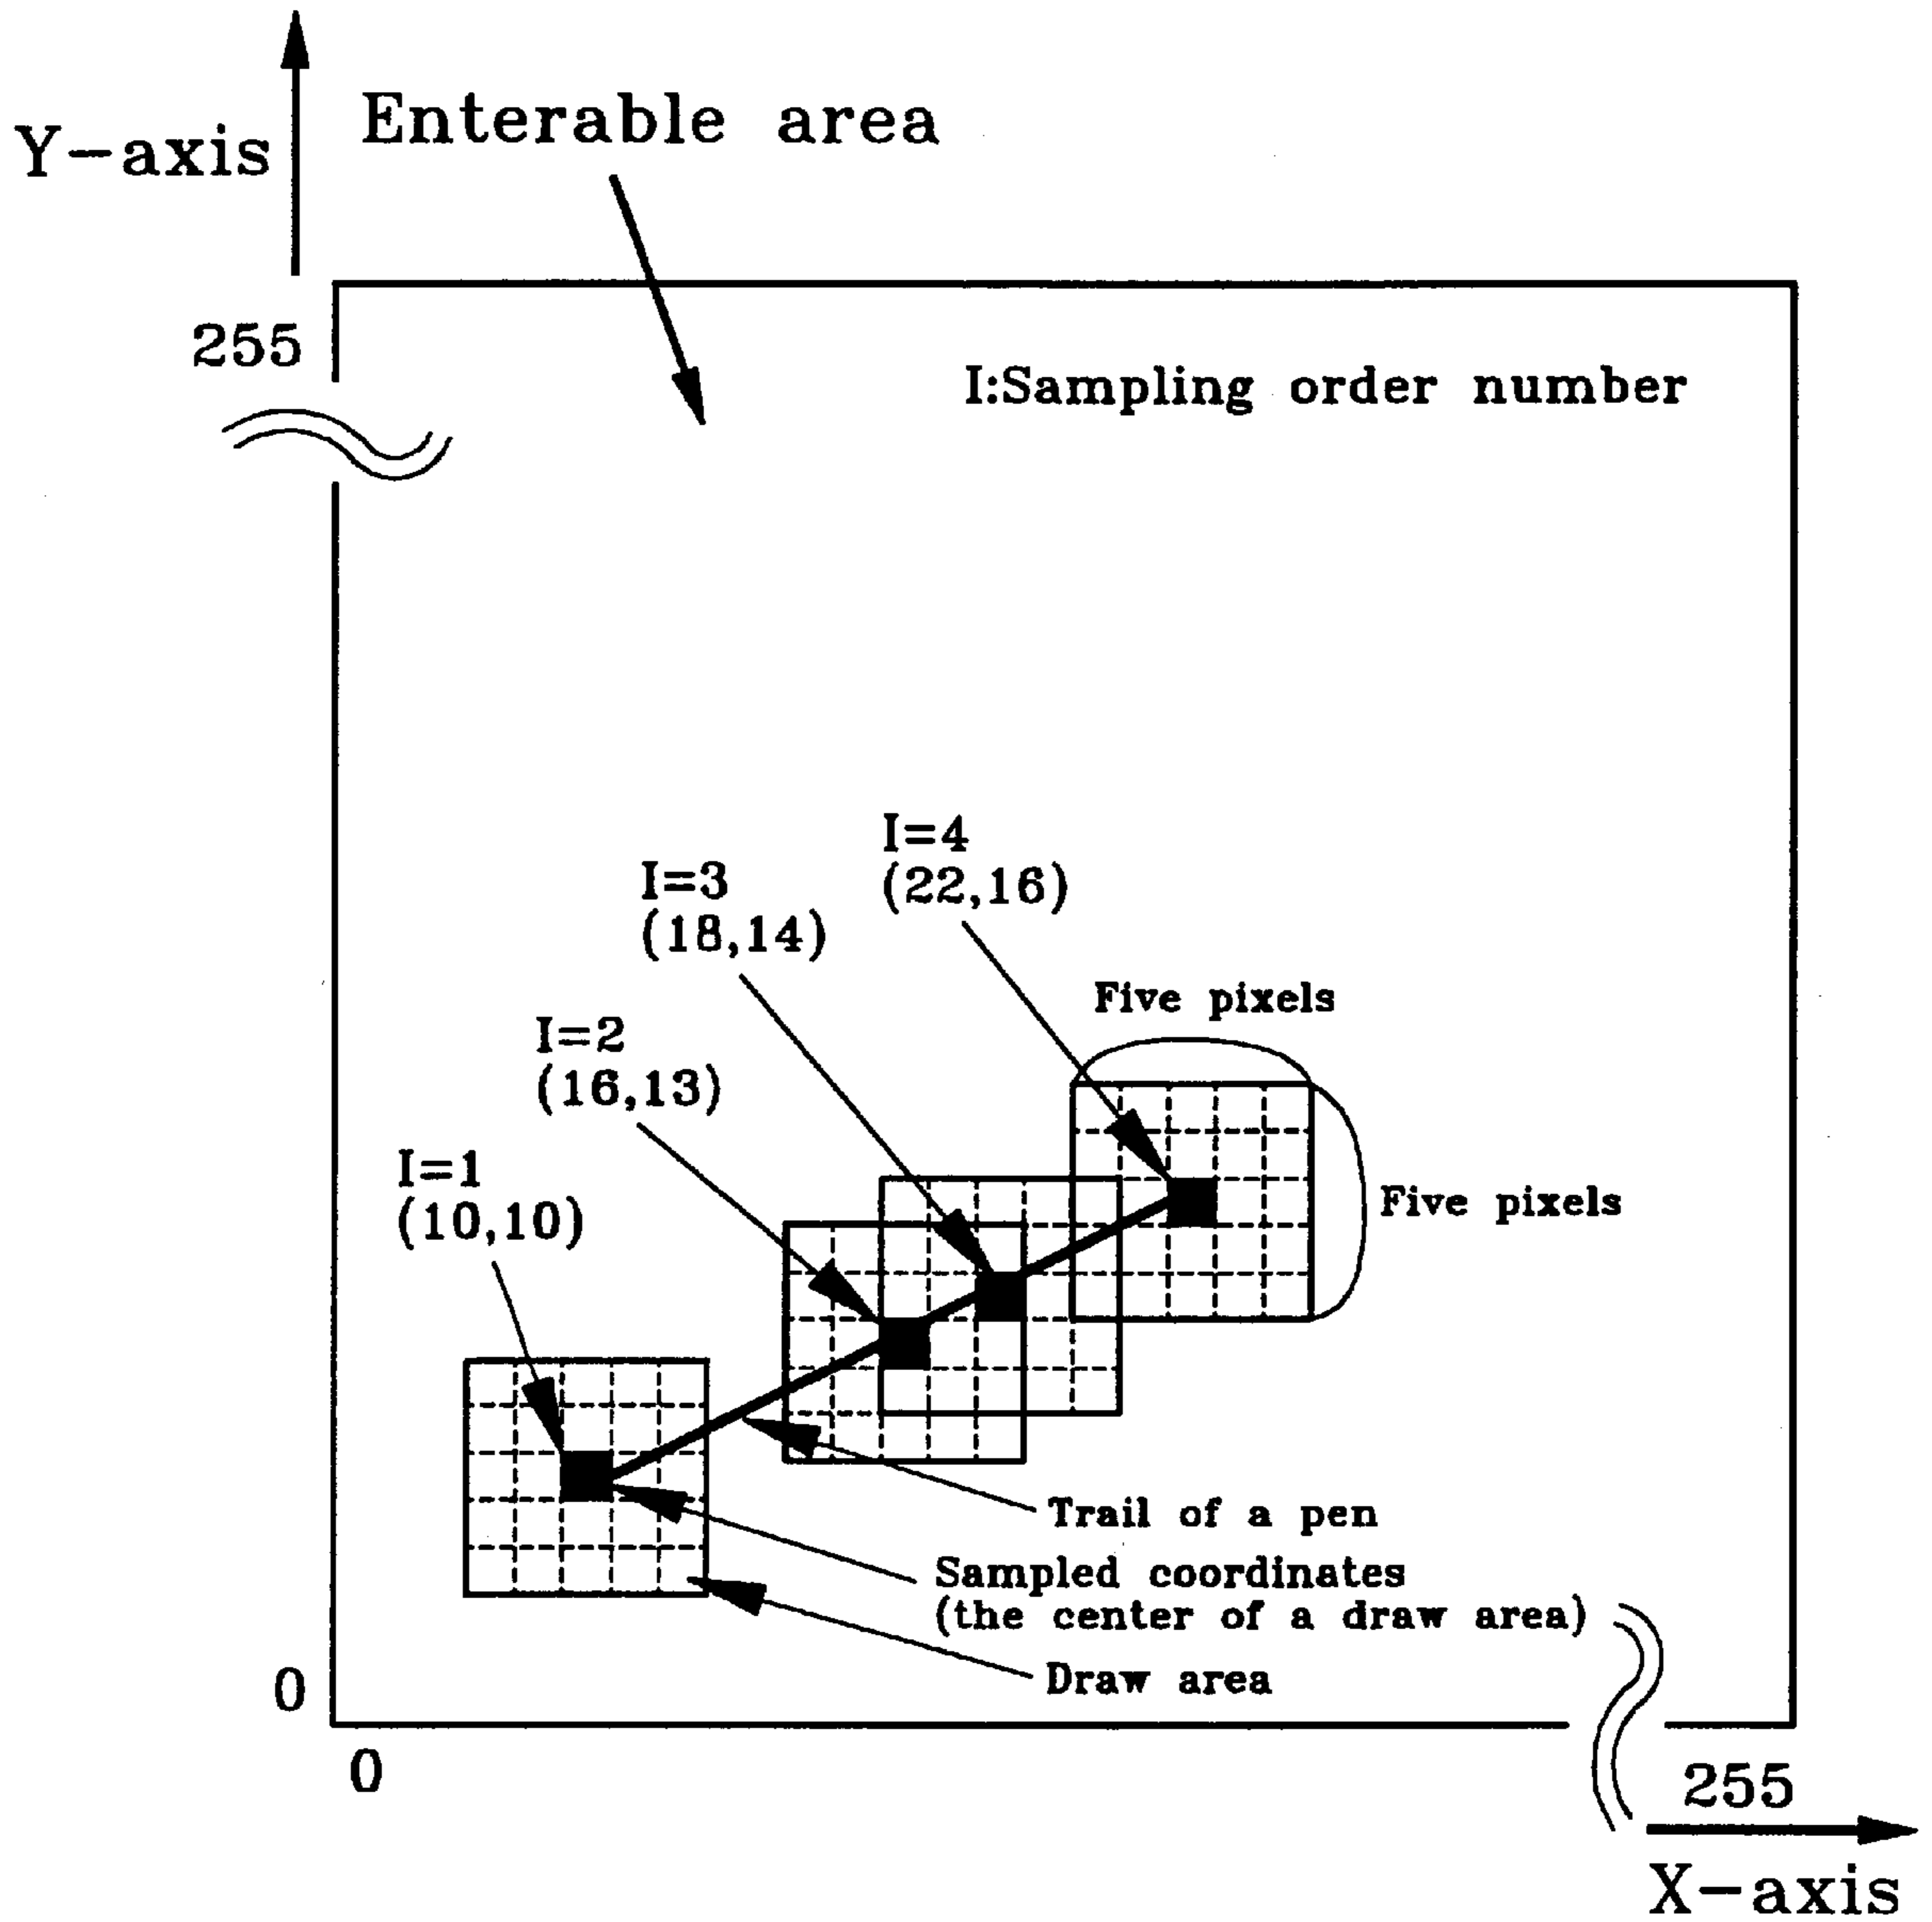 Y-axis
Enterable area
255
I:Sampling order number
I=4
(22,16)
I=3
(18,14)
Five pixels
I=2
(16,13)
I=1
(10,10)
Five pixels
Trail of a pen
Sampled coordinates
(the center of a draw area)
Draw area
0
0
255
X-axis